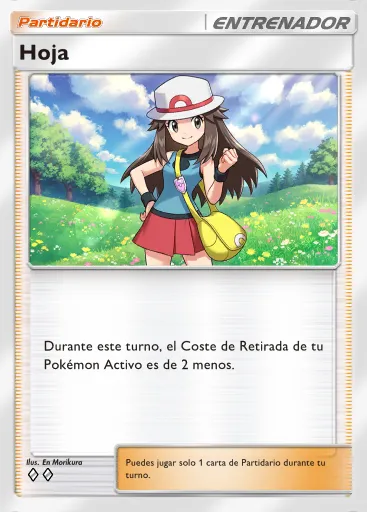 Partidario
ENTRENADOR
Hoja
Durante este turno, el Coste de Retirada de tu
Pokémon Activo es de 2 menos.
Ilus. En Morikura
Puedes jugar solo 1 carta de Partidario durante tu
turno.